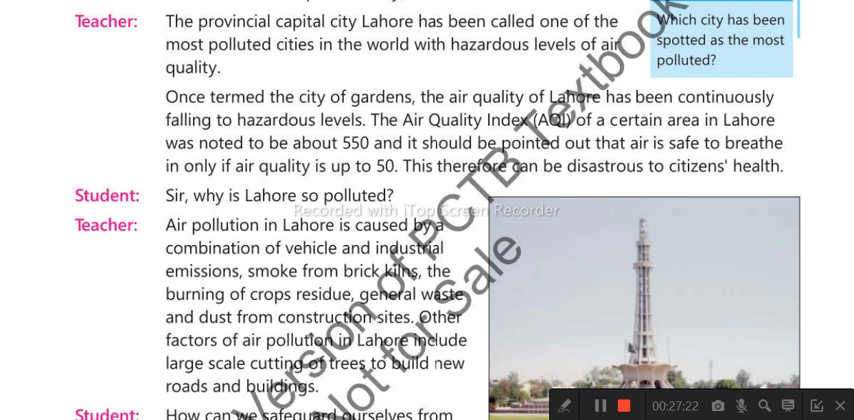 Teacher: The provincial capital city Lahore has been called one of the
most polluted cities in the world with hazardous levels of air
quality.
Which city has been
spotted as the most
polluted?
Once termed the city of gardens, the air quality of Lahore has been continuously
falling to hazardous levels. The Air Quality Index (AQI) of a certain area in Lahore
was noted to be about 550 and it should be pointed out that air is safe to breathe
in only if air quality is up to 50. This therefore can be disastrous to citizens' health.
Student: Sir, why is Lahore so polluted?
Recorded with iTop Screen Recorder
Teacher: Air pollution in Lahore is caused by a
combination of vehicle and industrial
emissions, smoke from brick kilns, the
burning of crops residue, general waste
and dust from construction sites. Other
factors of air pollution in Lahore include
large scale cutting of trees to build new
roads and buildings.
Student: How can we safeguard ourselves from
Version of PCTB Textbook
Not for Sale
00:27:22